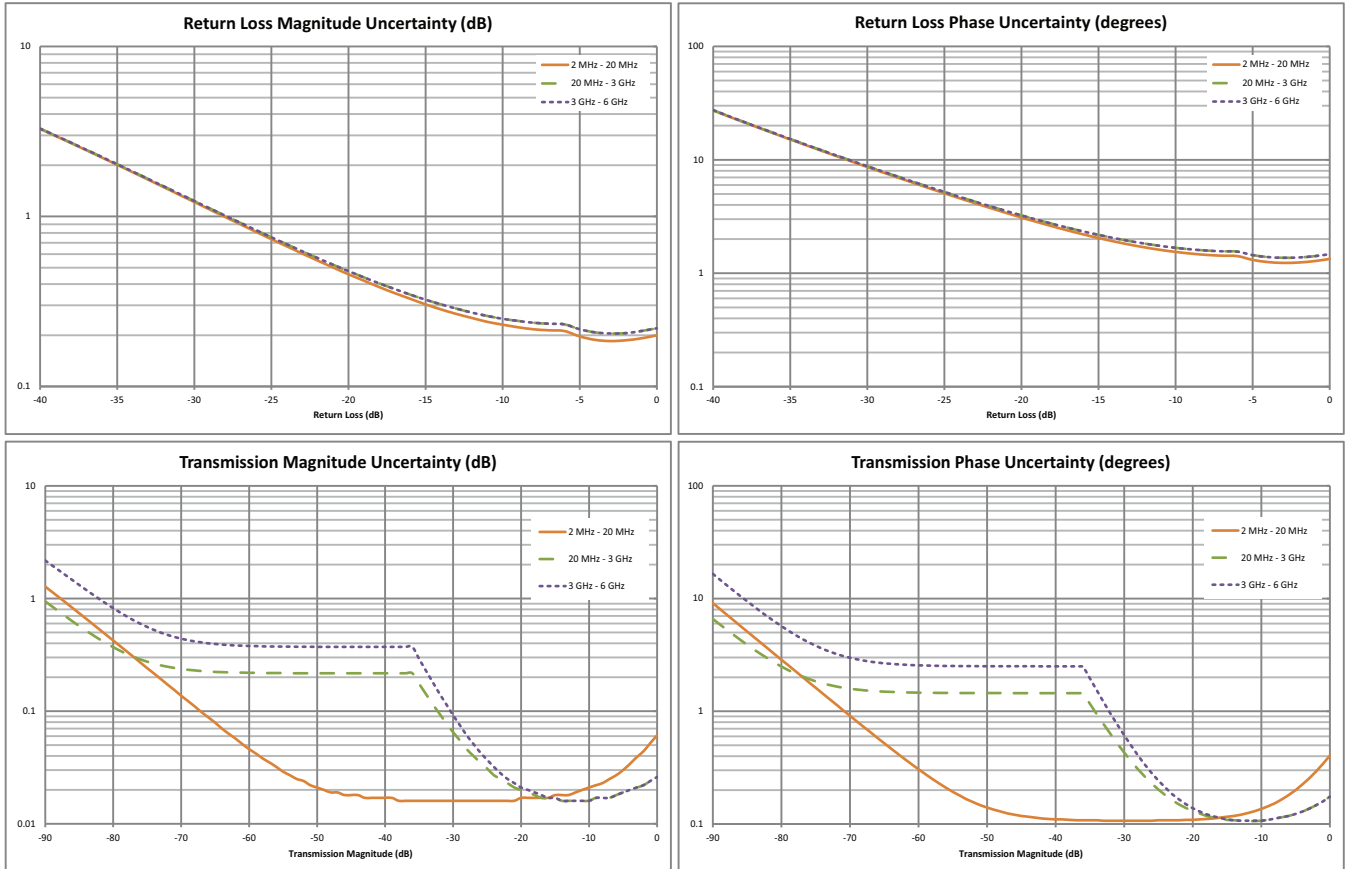 Return Loss Magnitude Uncertainty (dB)
10
1
0.1
2 MHz - 20 MHz
20 MHz - 3 GHz
3 GHz - 6 GHz
-40 -35 -30 -25 -20 -15 -10 -5 0
Return Loss (dB)
Return Loss Phase Uncertainty (degrees)
100
10
1
0.1
2 MHz - 20 MHz
20 MHz - 3 GHz
3 GHz - 6 GHz
-40 -35 -30 -25 -20 -15 -10 -5 0
Return Loss (dB)
Transmission Magnitude Uncertainty (dB)
10
1
0.1
0.01
2 MHz - 20 MHz
20 MHz - 3 GHz
3 GHz - 6 GHz
-90 -80 -70 -60 -50 -40 -30 -20 -10 0
Transmission Magnitude (dB)
Transmission Phase Uncertainty (degrees)
100
10
1
0.1
2 MHz - 20 MHz
20 MHz - 3 GHz
3 GHz - 6 GHz
-90 -80 -70 -60 -50 -40 -30 -20 -10 0
Transmission Magnitude (dB)